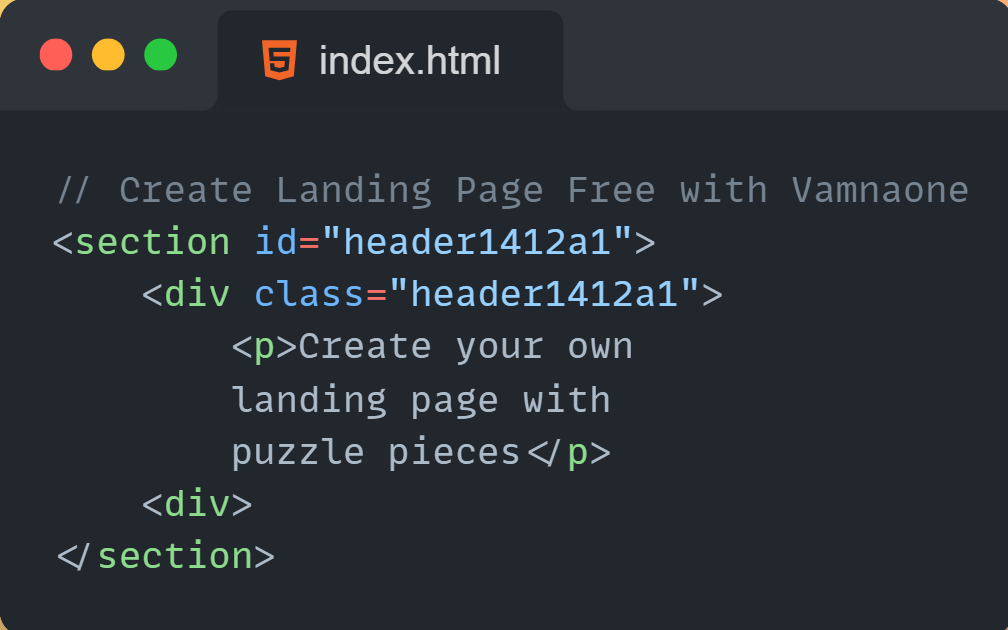 index.html
// Create Landing Page Free with Vamnaone
<section id="header1412a1">
    <div class="header1412a1">
        <p>Create your own
        landing page with
        puzzle pieces</p>
    <div>
</section>